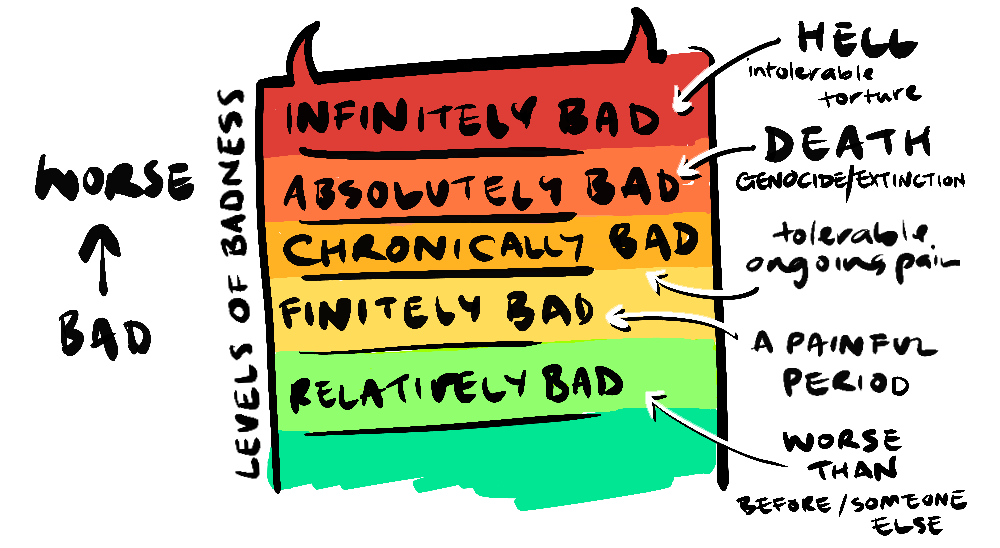 WORSE
BAD
LEVELS OF BADNESS
INFINITELY BAD
ABSOLUTELY BAD
CHRONICALLY BAD
FINITELY BAD
RELATIVELY BAD
HELL
intolerable
torture
DEATH
GENOCIDE/EXTINCTION
tolerable
ongoing pain
A PAINFUL
PERIOD
WORSE
THAN
BEFORE/SOMEONE
ELSE